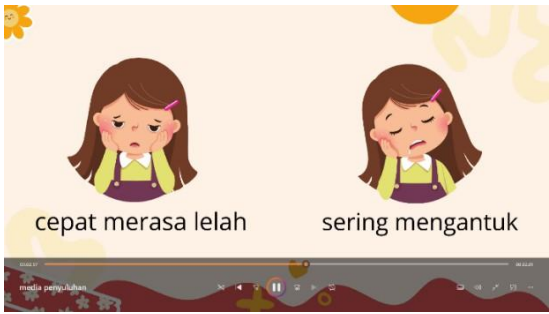 cepat merasa lelah
sering mengantuk
media penyuluhan